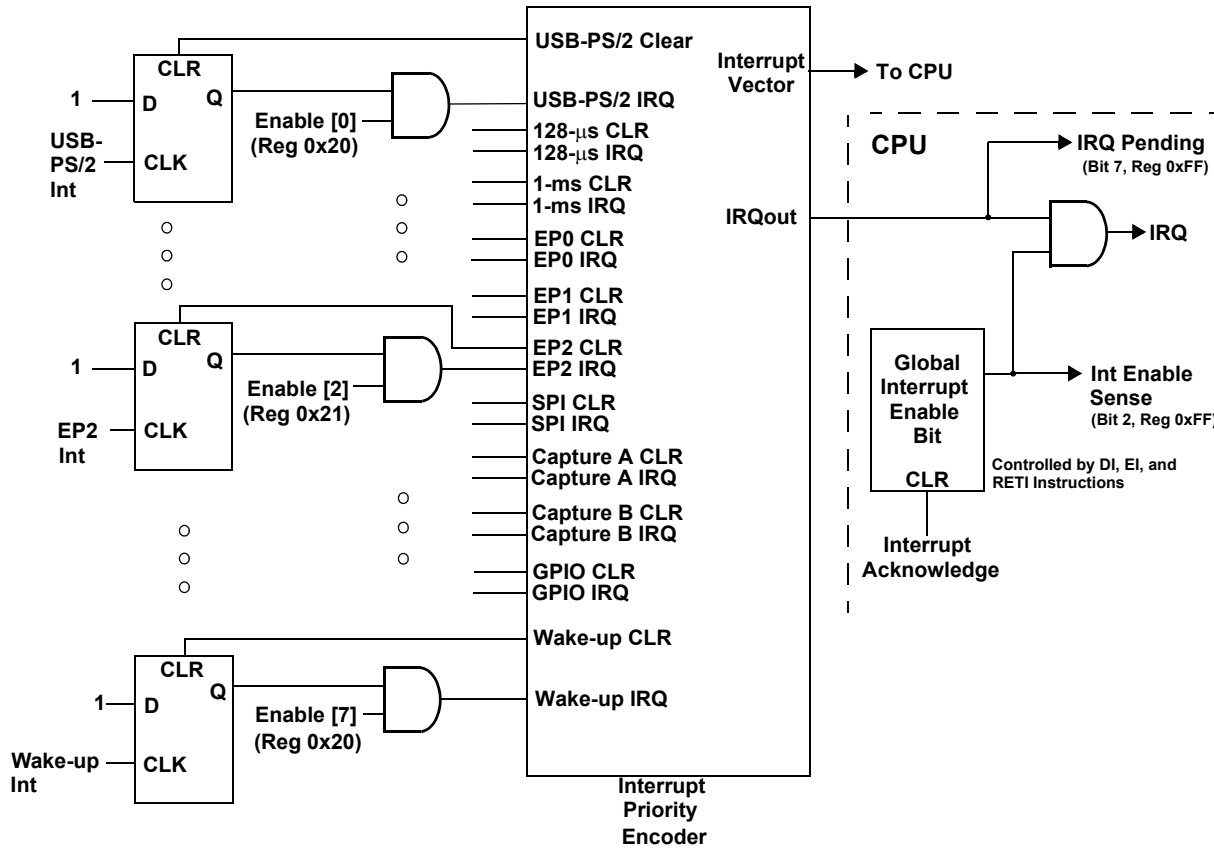 CLR
D
Q
CLK
1
USB-
PS/2
Int
Enable [0]
(Reg 0x20)
CLR
D
Q
CLK
1
EP2
Int
Enable [2]
(Reg 0x21)
CLR
D
Q
CLK
1
Wake-up
Int
Enable [7]
(Reg 0x20)
USB-PS/2 Clear
USB-PS/2 IRQ
128-μs CLR
128-μs IRQ
1-ms CLR
1-ms IRQ
EP0 CLR
EP0 IRQ
EP1 CLR
EP1 IRQ
EP2 CLR
EP2 IRQ
SPI CLR
SPI IRQ
Capture A CLR
Capture A IRQ
Capture B CLR
Capture B IRQ
GPIO CLR
GPIO IRQ
Wake-up CLR
Wake-up IRQ
Interrupt
Vector
IRQout
Interrupt
Priority
Encoder
To CPU
CPU
IRQ Pending
(Bit 7, Reg 0xFF)
IRQ
Global
Interrupt
Enable
Bit
CLR
Int Enable
Sense
(Bit 2, Reg 0xFF)
Controlled by DI, EI, and
RETI Instructions
Interrupt
Acknowledge